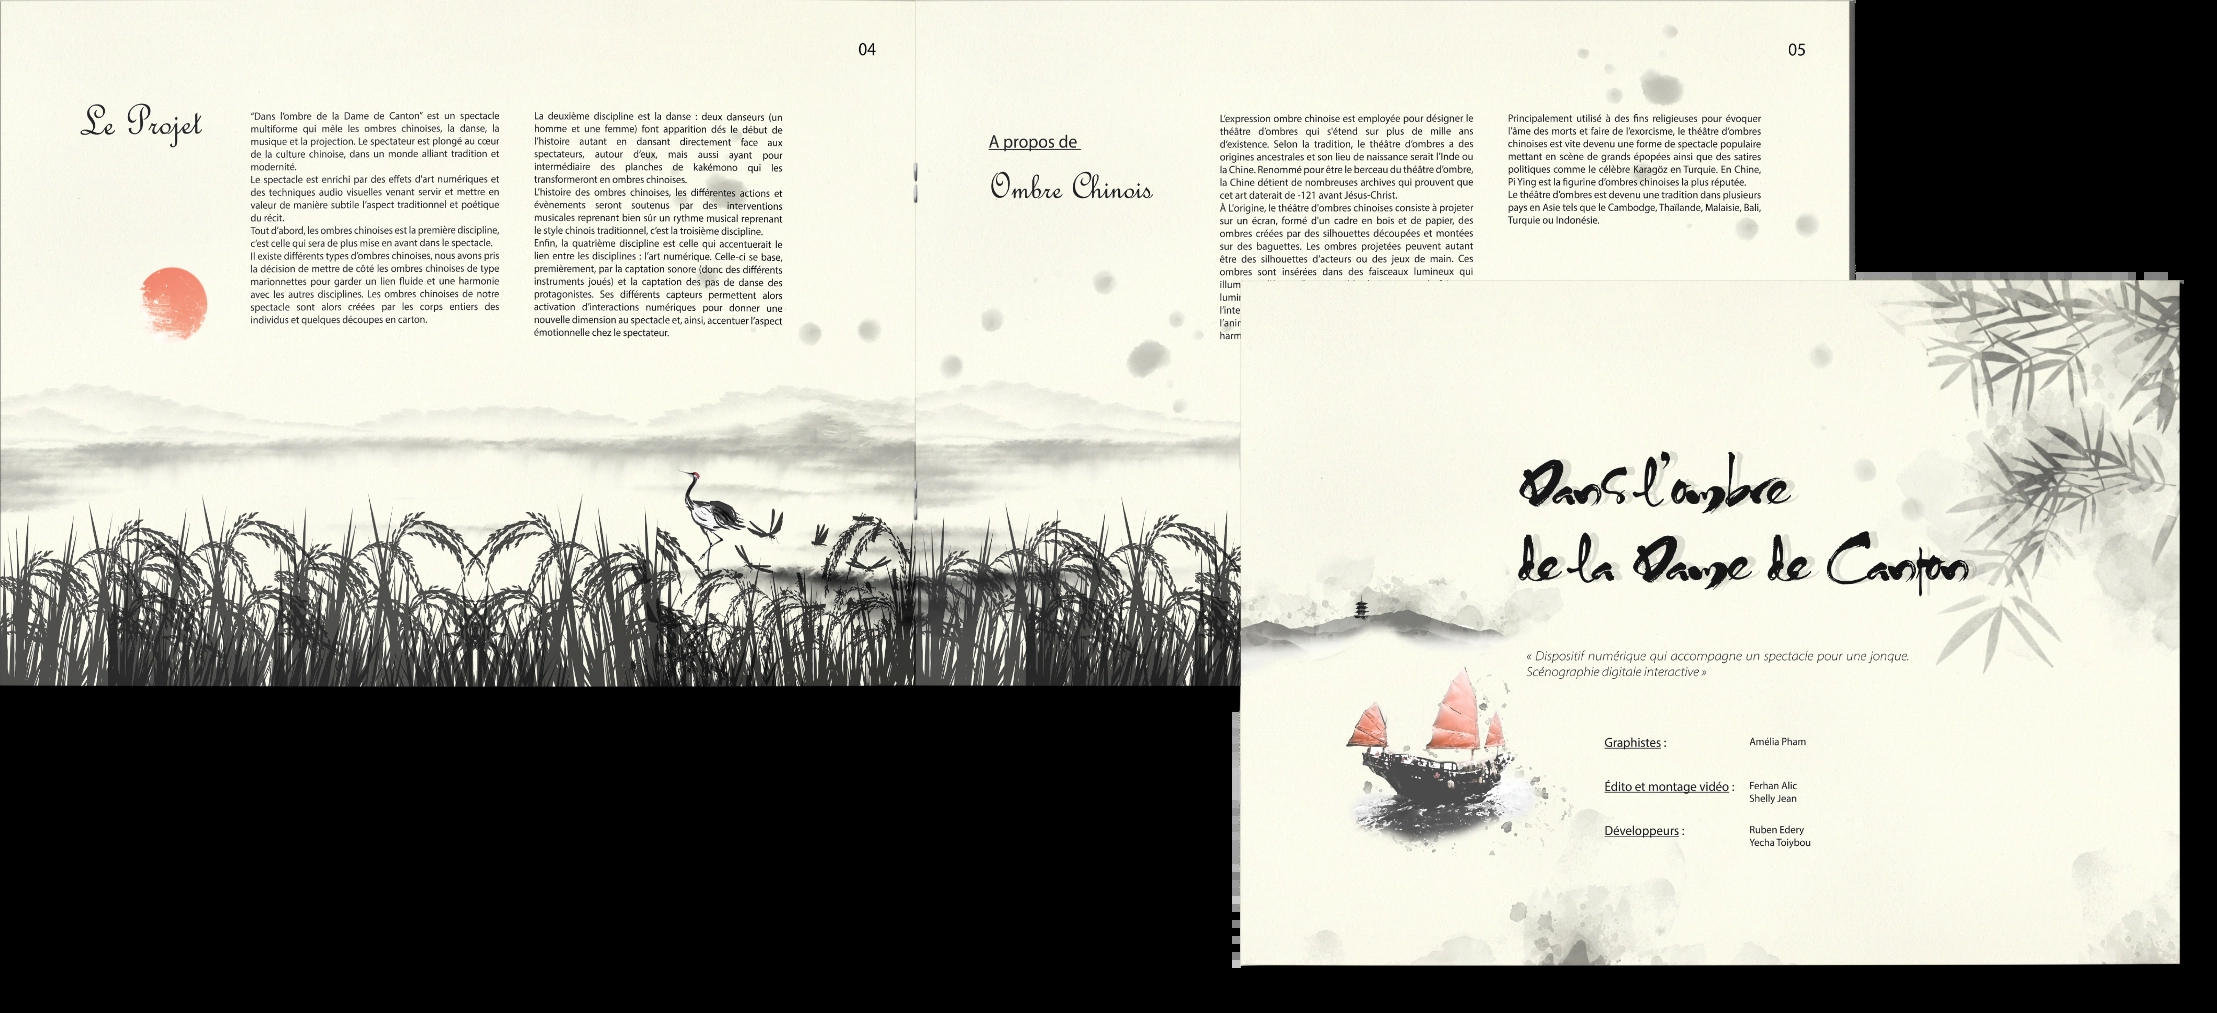 04
Le Projet
“Dans l’ombre de la Dame de Canton” est un spectacle
multiforme qui mêle les ombres chinoises, la danse, la
musique et la projection. Le spectateur est plongé au cœur
de la culture chinoise, dans un monde alliant tradition et
modernité.
Le spectacle est enrichi par des effets d’art numériques et
des techniques audio visuelles venant servir et mettre en
valeur de manière subtile l’aspect traditionnel et poétique
du récit.
Tout d’abord, les ombres chinoises est la première discipline,
c’est celle qui sera de plus mise en avant dans le spectacle.
Il existe différents types d’ombres chinoises, nous avons pris
la décision de mettre de côté les ombres chinoises de type
marionnettes pour garder un lien fluide et une harmonie
avec les autres disciplines. Les ombres chinoises de notre
spectacle sont alors créées par les corps entiers des
individus et quelques découpes en carton.
La deuxième discipline est la danse : deux danseurs (un
homme et une femme) font apparition dés le début de
l’histoire autant en dansant directement face aux
spectateurs, autour d’eux, mais aussi ayant pour
intermédiaire des planches de kakémono qui les
transformeront en ombres chinoises.
L’histoire des ombres chinoises, les différentes actions et
évènements seront soutenus par des interventions
musicales reprenant bien sûr un rythme musical reprenant
le style chinois traditionnel, c’est la troisième discipline.
Enfin, la quatrième discipline est celle qui accentuerait le
lien entre les disciplines : l’art numérique. Celle-ci se base,
premièrement, par la captation sonore (donc des différents
instruments joués) et la captation des pas de danse des
protagonistes. Ses différents capteurs permettent alors
activation d’interactions numériques pour donner une
nouvelle dimension au spectacle et, ainsi, accentuer l’aspect
émotionnelle chez le spectateur.
05
A propos de
Ombre Chinois
L’expression ombre chinoise est employée pour désigner le
théâtre d’ombres qui s’étend sur plus de mille ans
d’existence. Selon la tradition, le théâtre d’ombres a des
origines ancestrales et son lieu de naissance serait l’Inde ou
la Chine. Renommé pour être le berceau du théâtre d’ombre,
la Chine détient de nombreuses archives qui prouvent que
cet art daterait de -121 avant Jésus-Christ.
À L’origine, le théâtre d’ombres chinoises consiste à projeter
sur un écran, formé d’un cadre en bois et de papier, des
ombres créées par des silhouettes découpées et montées
sur des baguettes. Les ombres projetées peuvent autant
être des silhouettes d’acteurs ou des jeux de main. Ces
ombres sont insérées dans des faisceaux lumineux qui
illum
lumin
l’inte
l’anim
harm
Principalement utilisé à des fins religieuses pour évoquer
l’âme des morts et faire de l’exorcisme, le théâtre d’ombres
chinoises est vite devenu une forme de spectacle populaire
mettant en scène de grands épopées ainsi que des satires
politiques comme le célèbre Karagöz en Turquie. En Chine,
Pi Ying est la figurine d’ombres chinoises la plus réputée.
Le théâtre d’ombres est devenu une tradition dans plusieurs
pays en Asie tels que le Cambodge, Thaïlande, Malaisie, Bali,
Turquie ou Indonésie.
Dans l’ombre
de la Dame de Canton
« Dispositif numérique qui accompagne un spectacle pour une jonque.
Scénographie digitale interactive »
Graphistes : Amélia Pham
Édito et montage vidéo : Ferhan Alic
Shelly Jean
Développeurs : Ruben Edery
Yecha Toiybou